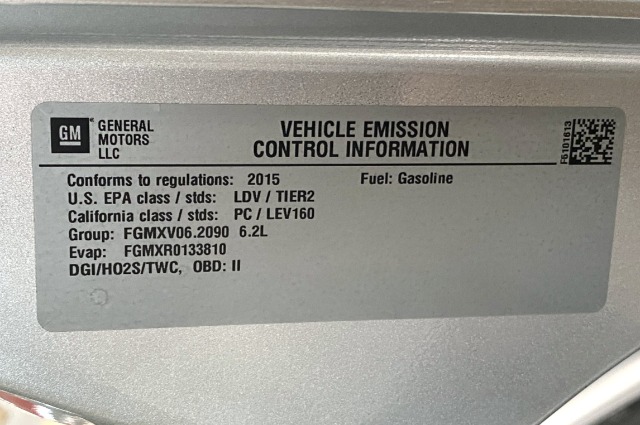 GM
GENERAL
MOTORS
LLC
VEHICLE EMISSION
CONTROL INFORMATION
F6101613
Conforms to regulations: 2015 Fuel: Gasoline
U.S. EPA class / stds: LDV / TIER2
California class / stds: PC / LEV160
Group: FGMXV06.2090 6.2L
Evap: FGMXR0133810
DGI/HO2S/TWC, OBD: II